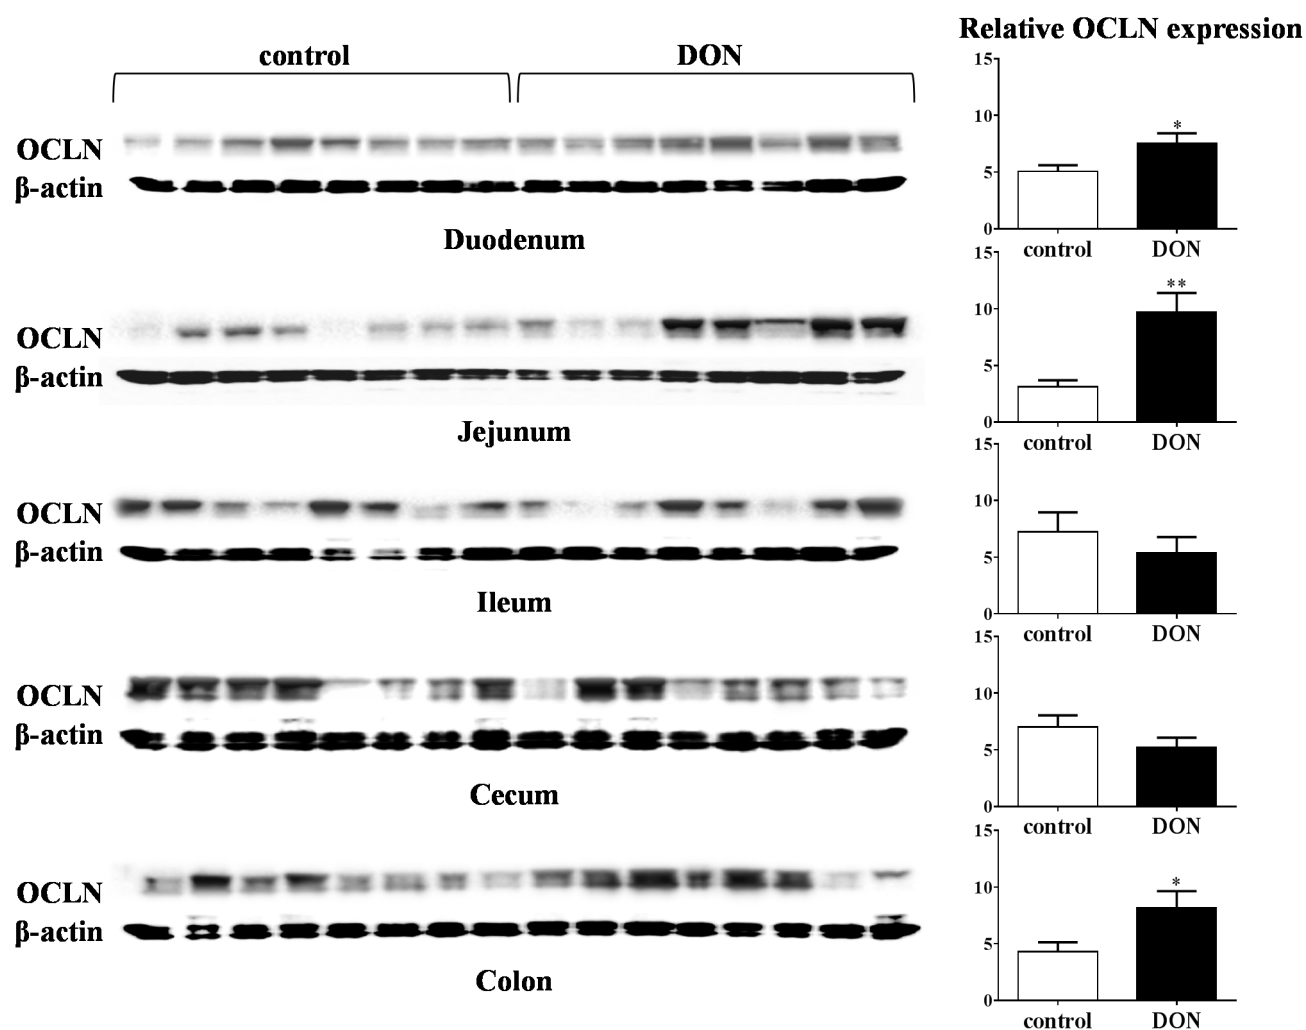 Relative OCLN expression
control DON
OCLN
β-actin
Duodenum
15
10
5
0
*
control DON
OCLN
β-actin
Jejunum
15
10
5
0
**
control DON
OCLN
β-actin
Ileum
15
10
5
0
control DON
OCLN
β-actin
Cecum
15
10
5
0
control DON
OCLN
β-actin
Colon
15
10
5
0
*
control DON